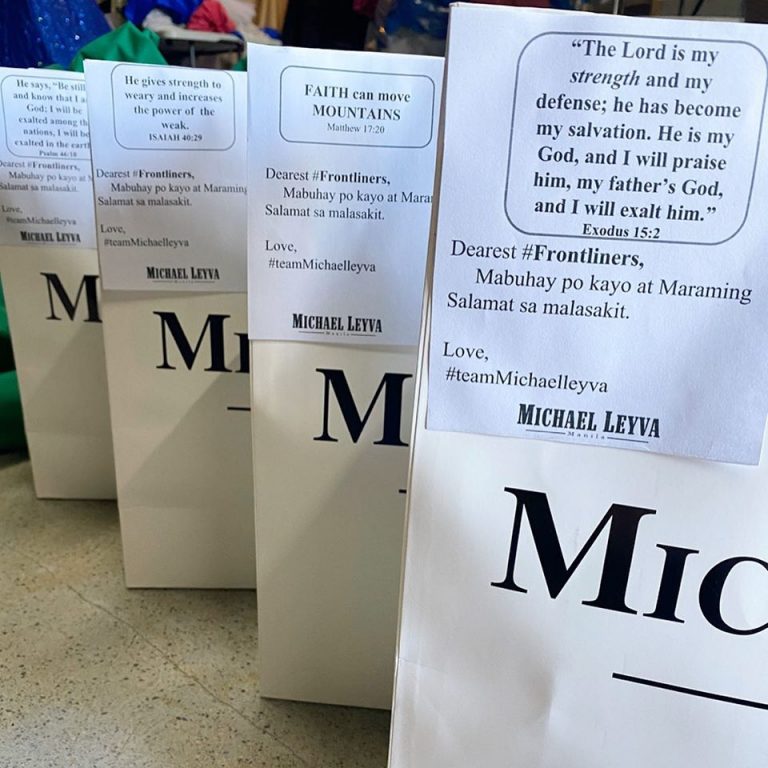 He says, "Be still
and know that I a
God; I will be
exalted among th
nations, I will be
exalted in the eart
Psalm 46:10
Dearest #Frontliners,
Mabuhay po kayo at
Salamat sa malasakit.
Love,
#teamMichaelleyva
MICHAEL LEYVA
M
He gives strength to
weary and increases
the power of the
weak.
ISAIAH 40:29
Dearest #Frontliners,
Mabuhay po kayo at Maraming
Salamat sa malasakit.
Love,
#teamMichaelleyva
MICHAEL LEYVA
MI
FAITH can move
MOUNTAINS
Matthew 17:20
Dearest #Frontliners,
Mabuhay po kayo at Maram
Salamat sa malasakit.
Love,
#teamMichaelleyva
MICHAEL LEYVA
Manila
M
“The Lord is my
strength and my
defense; he has become
my salvation. He is my
God, and I will praise
him, my father’s God,
and I will exalt him.”
Exodus 15:2
Dearest #Frontliners,
Mabuhay po kayo at Maraming
Salamat sa malasakit.
Love,
#teamMichaelleyva
MICHAEL LEYVA
Manila
MIC